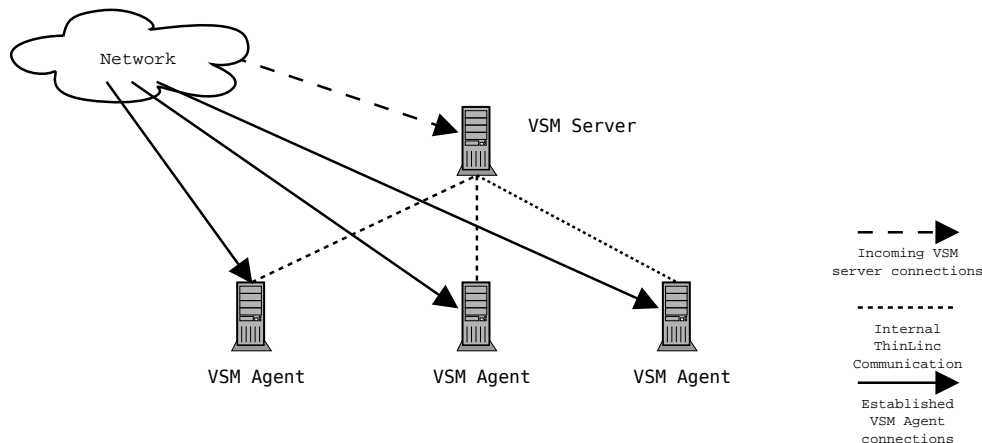 Network
VSM Server
VSM Agent
VSM Agent
VSM Agent
Incoming VSM
server connections
Internal
ThinLinc
Communication
Established
VSM Agent
connections